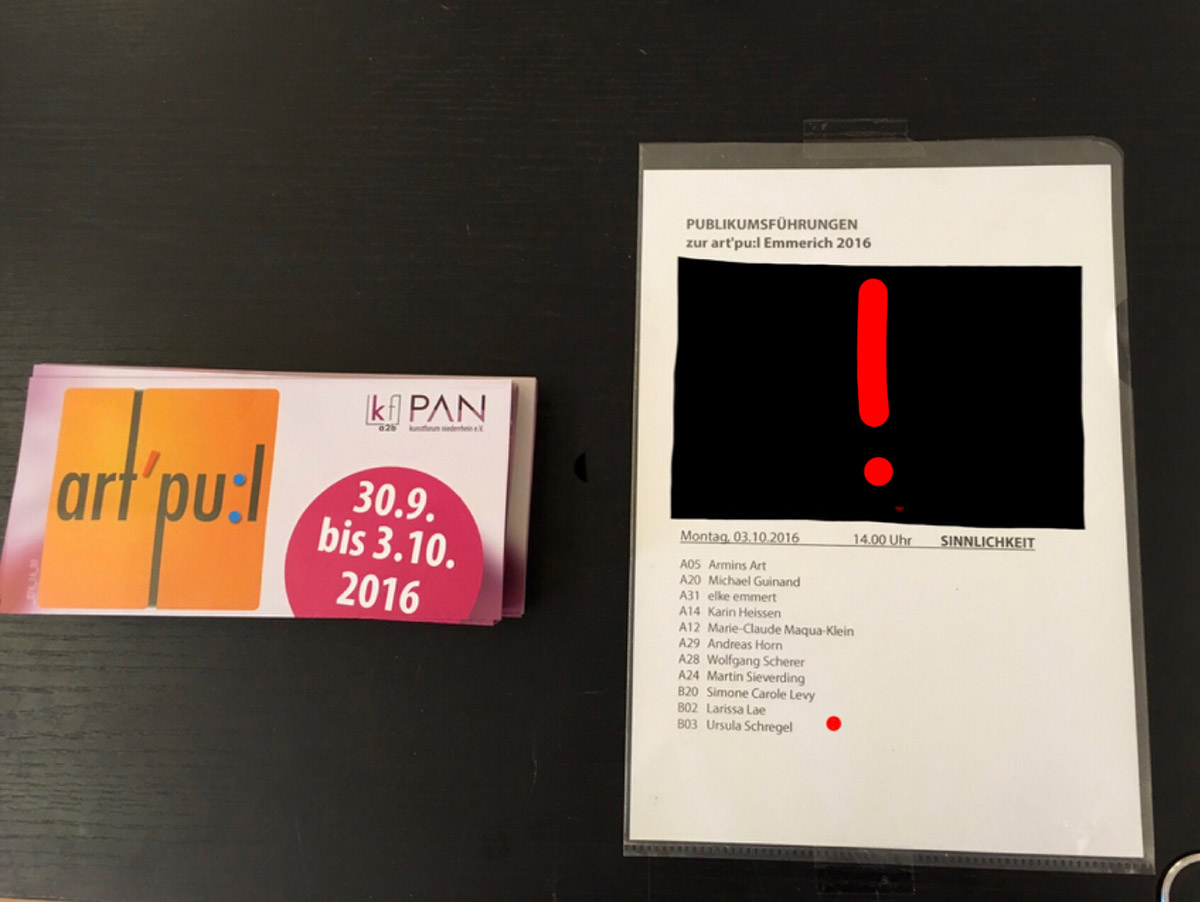 art'pu:l
[kf] PAN
a2b kunstforum niederrhein e.V.
30.9.
bis 3.10.
2016
PUBLIKUMSFÜHRUNGEN
zur art'pu:l Emmerich 2016
Montag, 03.10.2016 14.00 Uhr SINNLICHKEIT
A05 Armins Art
A20 Michael Guinand
A31 elke emmert
A14 Karin Heissen
A12 Marie-Claude Maqua-Klein
A29 Andreas Horn
A28 Wolfgang Scherer
A24 Martin Sieverding
B20 Simone Carole Levy
B02 Larissa Lae
B03 Ursula Schregel